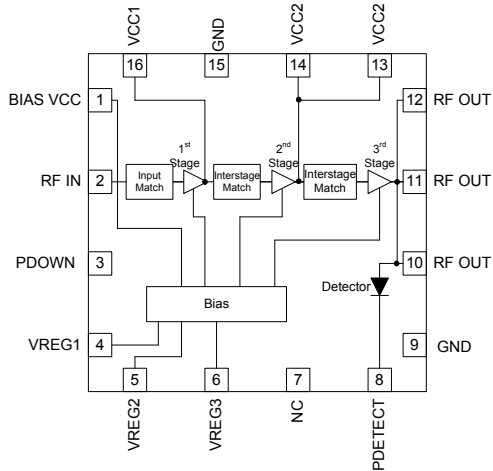 VCC1
GND
VCC2
VCC2
16
15
14
13
BIAS VCC
1
12
RF OUT
1st
Stage
2nd
Stage
3rd
Stage
RF IN
2
Input
Match
Interstage
Match
Interstage
Match
11
RF OUT
PDOWN
3
10
RF OUT
Detector
Bias
VREG1
4
9
GND
5
6
7
8
VREG2
VREG3
NC
PDETECT